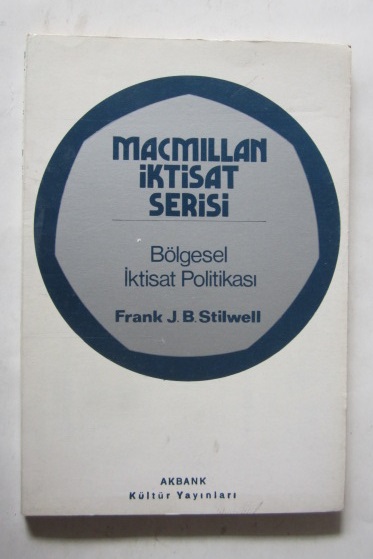 MACMILLAN
İKTİSAT
SERİSİ
Bölgesel
İktisat Politikası
Frank J. B. Stilwell
AKBANK
Kültür Yayınları